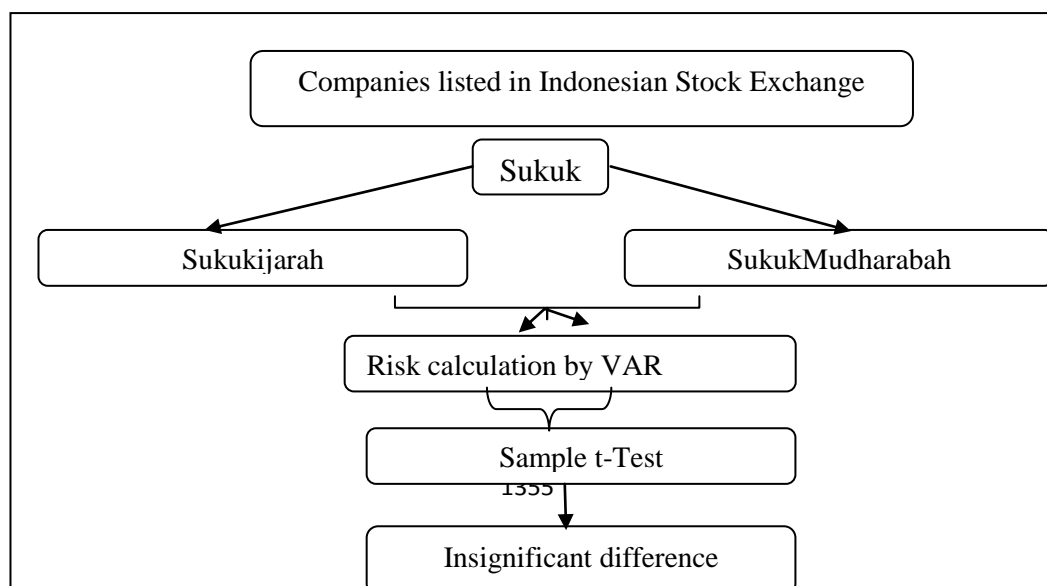 Companies listed in Indonesian Stock Exchange
Sukuk
Sukukijarah
SukukMudharabah
Risk calculation by VAR
Sample t-Test
1355
Insignificant difference